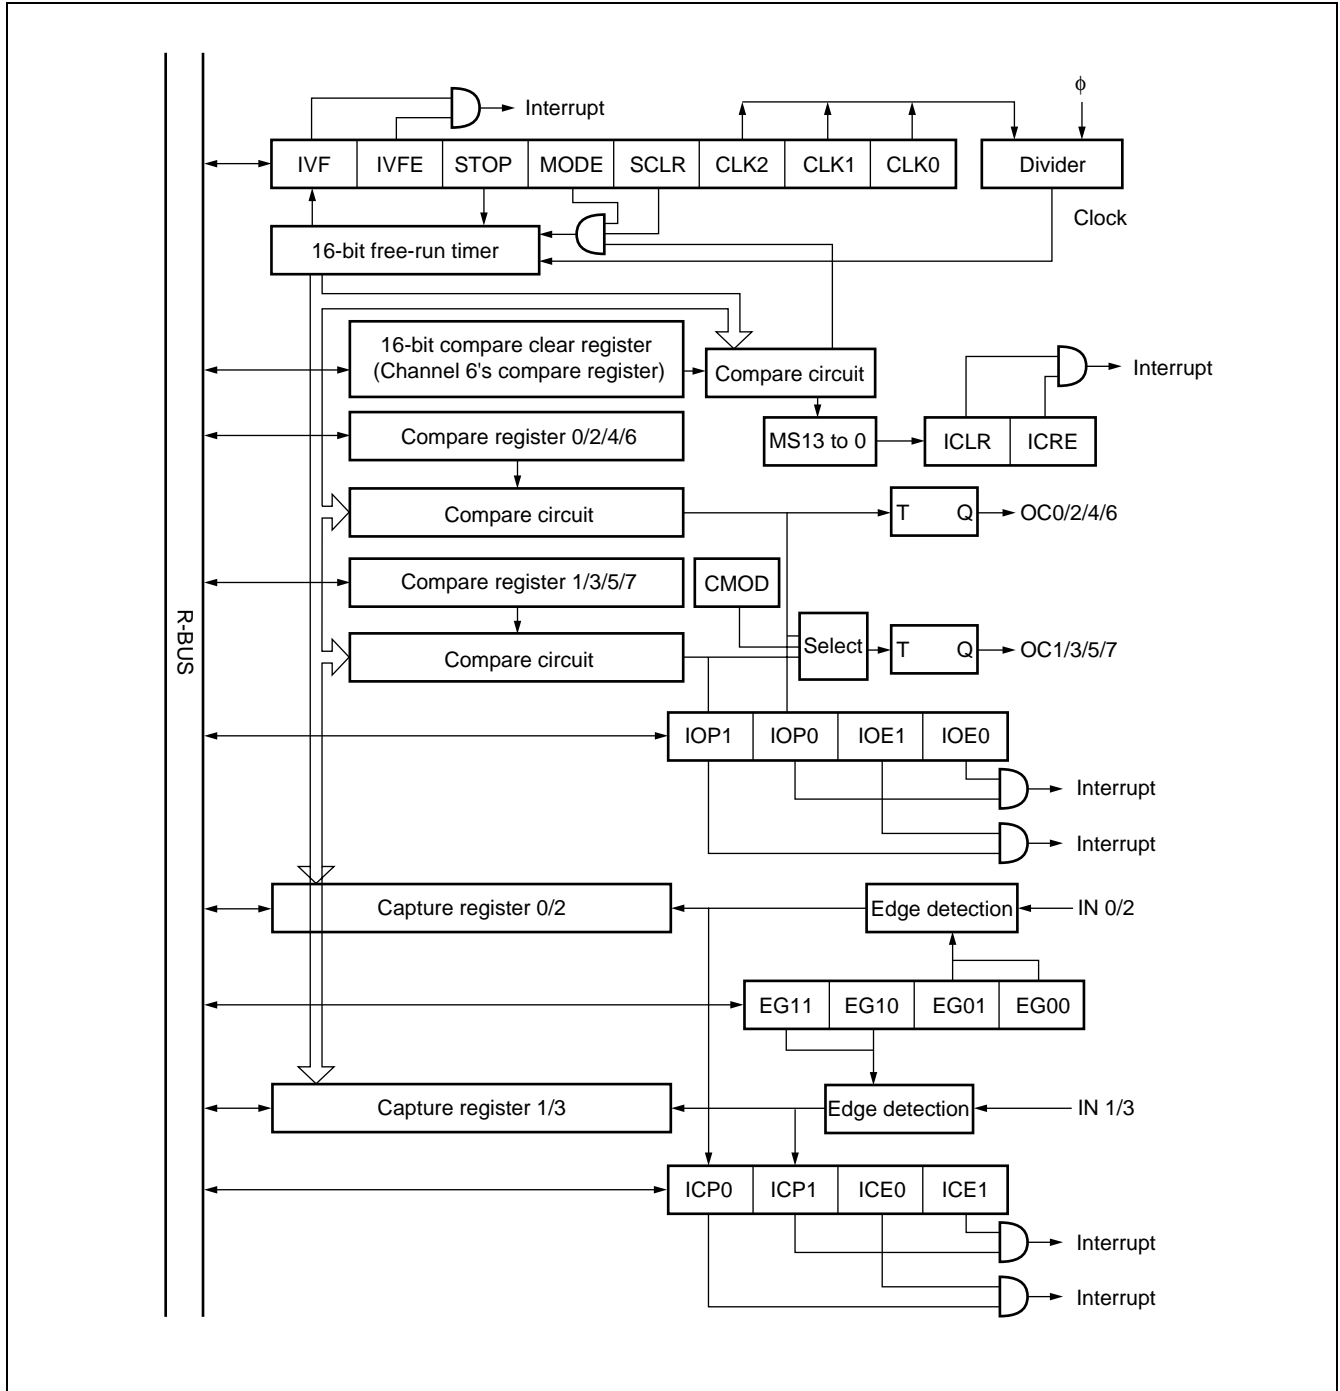 ϕ
Interrupt
IVF IVFE STOP MODE SCLR CLK2 CLK1 CLK0 Divider
Clock
16-bit free-run timer
16-bit compare clear register
(Channel 6's compare register)
Compare circuit
Interrupt
Compare register 0/2/4/6
MS13 to 0
ICLR ICRE
Compare circuit
T Q OC0/2/4/6
Compare register 1/3/5/7
CMOD
R-BUS
Compare circuit
Select
T Q OC1/3/5/7
IOP1 IOP0 IOE1 IOE0
Interrupt
Interrupt
Capture register 0/2
Edge detection
IN 0/2
EG11 EG10 EG01 EG00
Capture register 1/3
Edge detection
IN 1/3
ICP0 ICP1 ICE0 ICE1
Interrupt
Interrupt